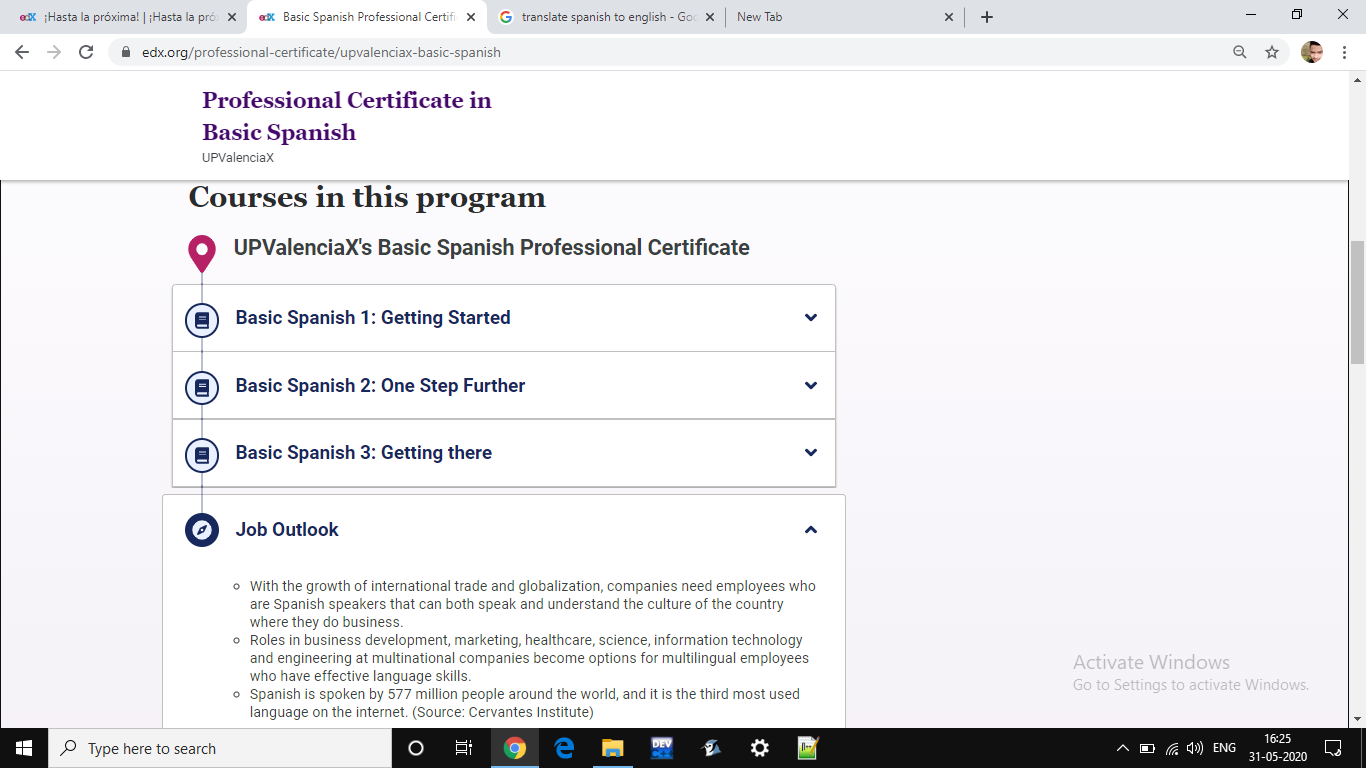 edX ¡Hasta la próxima! | ¡Hasta la pró
edX Basic Spanish Professional Certifi
G translate spanish to english - Goo
New Tab
edx.org/professional-certificate/upvalenciax-basic-spanish
Professional Certificate in
Basic Spanish
UPValenciaX
Courses in this program
UPValenciaX's Basic Spanish Professional Certificate
Basic Spanish 1: Getting Started
Basic Spanish 2: One Step Further
Basic Spanish 3: Getting there
Job Outlook
With the growth of international trade and globalization, companies need employees who
are Spanish speakers that can both speak and understand the culture of the country
where they do business.
Roles in business development, marketing, healthcare, science, information technology
and engineering at multinational companies become options for multilingual employees
who have effective language skills.
Spanish is spoken by 577 million people around the world, and it is the third most used
language on the internet. (Source: Cervantes Institute)
Activate Windows
Go to Settings to activate Windows.
Type here to search
DEV
ENG
16:25
31-05-2020